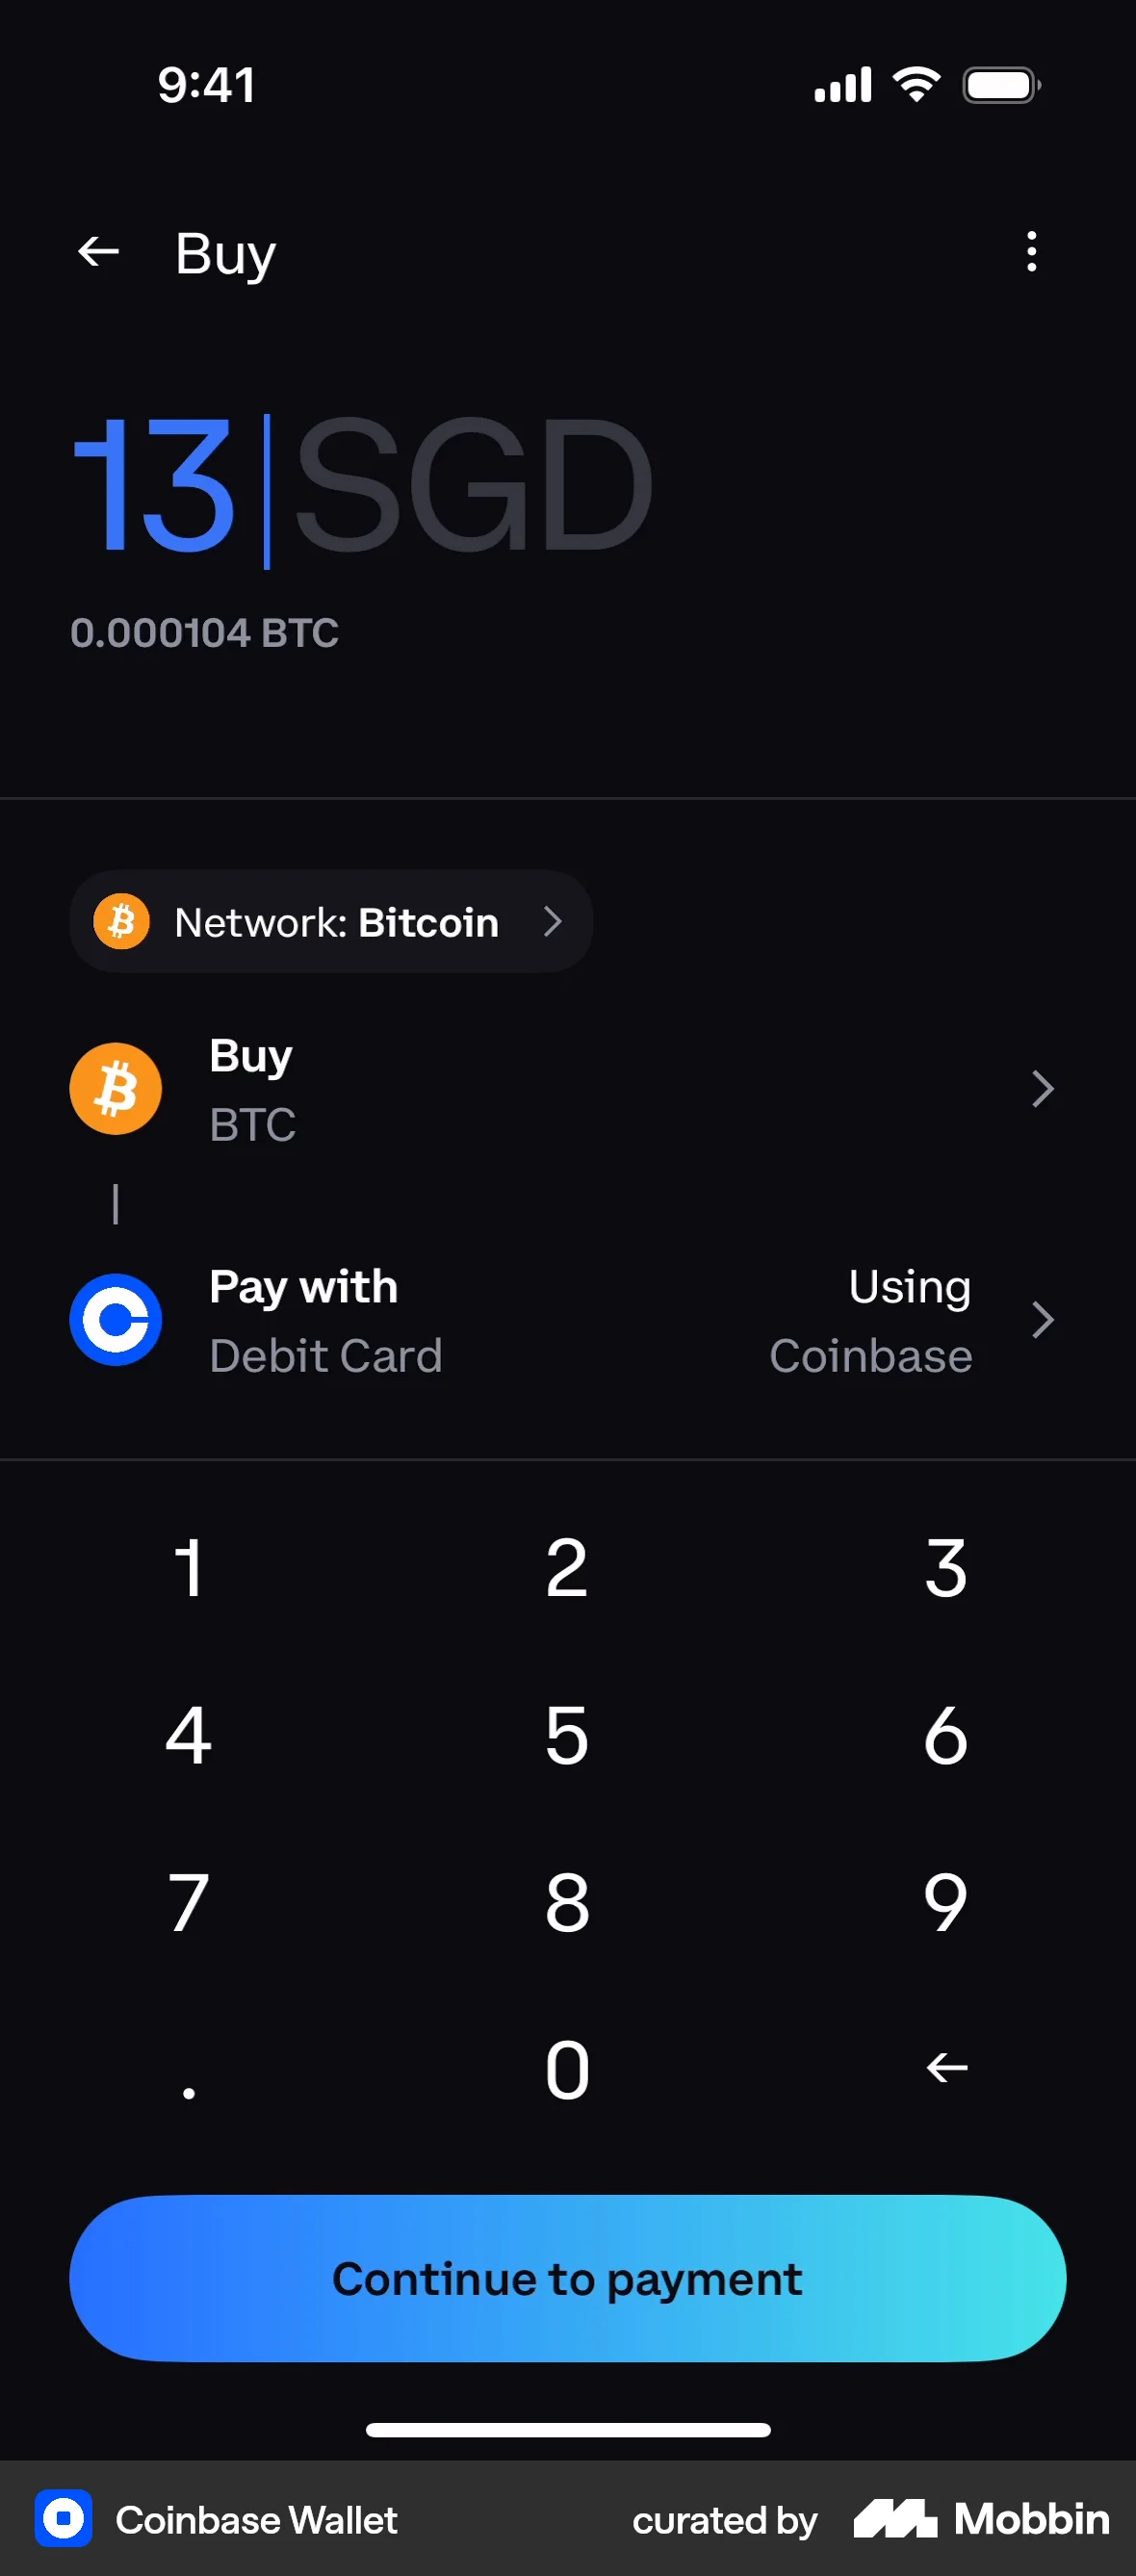 9:41
Buy
13 SGD
0.000104 BTC
Network: Bitcoin
Buy
BTC
Pay with Using
Debit Card Coinbase
1 2 3
4 5 6
7 8 9
. 0
Continue to payment
Coinbase Wallet curated by Mobbin